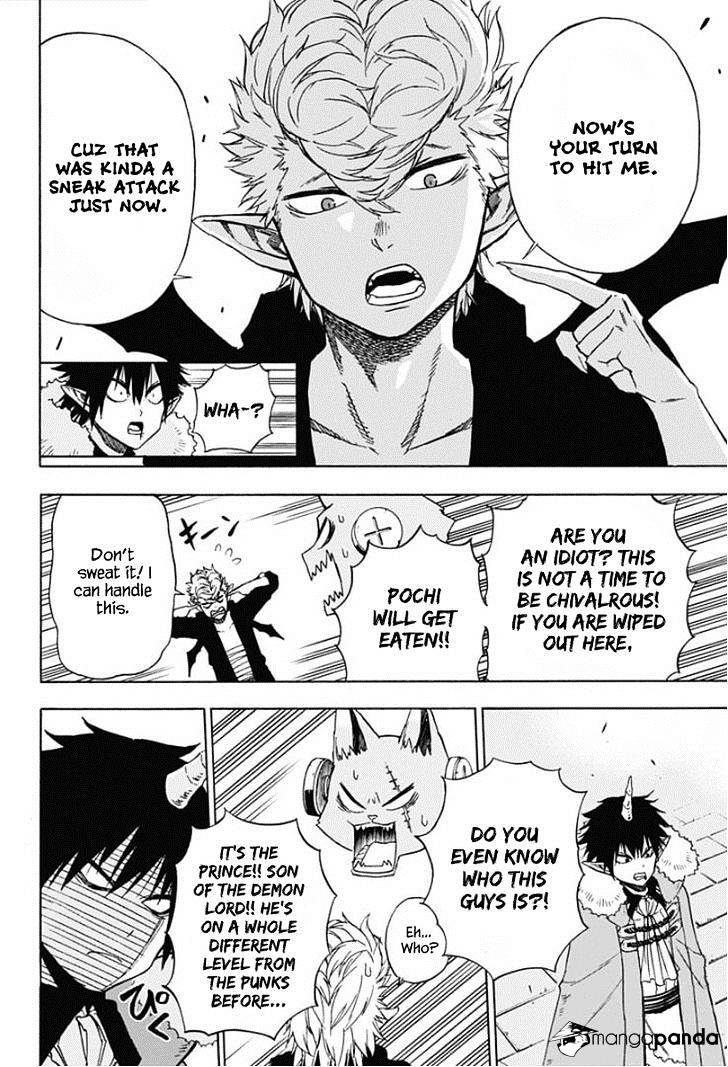 NOW'S
YOUR TURN
TO HIT ME.
CUZ THAT
WAS KINDA A
SNEAK ATTACK
JUST NOW.
WHA-?
ARE YOU
AN IDIOT? THIS
IS NOT A TIME TO
BE CHIVALROUS!
IF YOU ARE WIPED
OUT HERE,
POCHI
WILL GET
EATEN!!
キーン
Don't
sweat it! I
can handle
this.
DO YOU
EVEN KNOW
WHO THIS
GUYS IS?!
Eh...
Who?
IT'S THE
PRINCE!! SON
OF THE DEMON
LORD!! HE'S
ON A WHOLE
DIFFERENT
LEVEL FROM
THE PUNKS
BEFORE...
ぴく
mangapanda